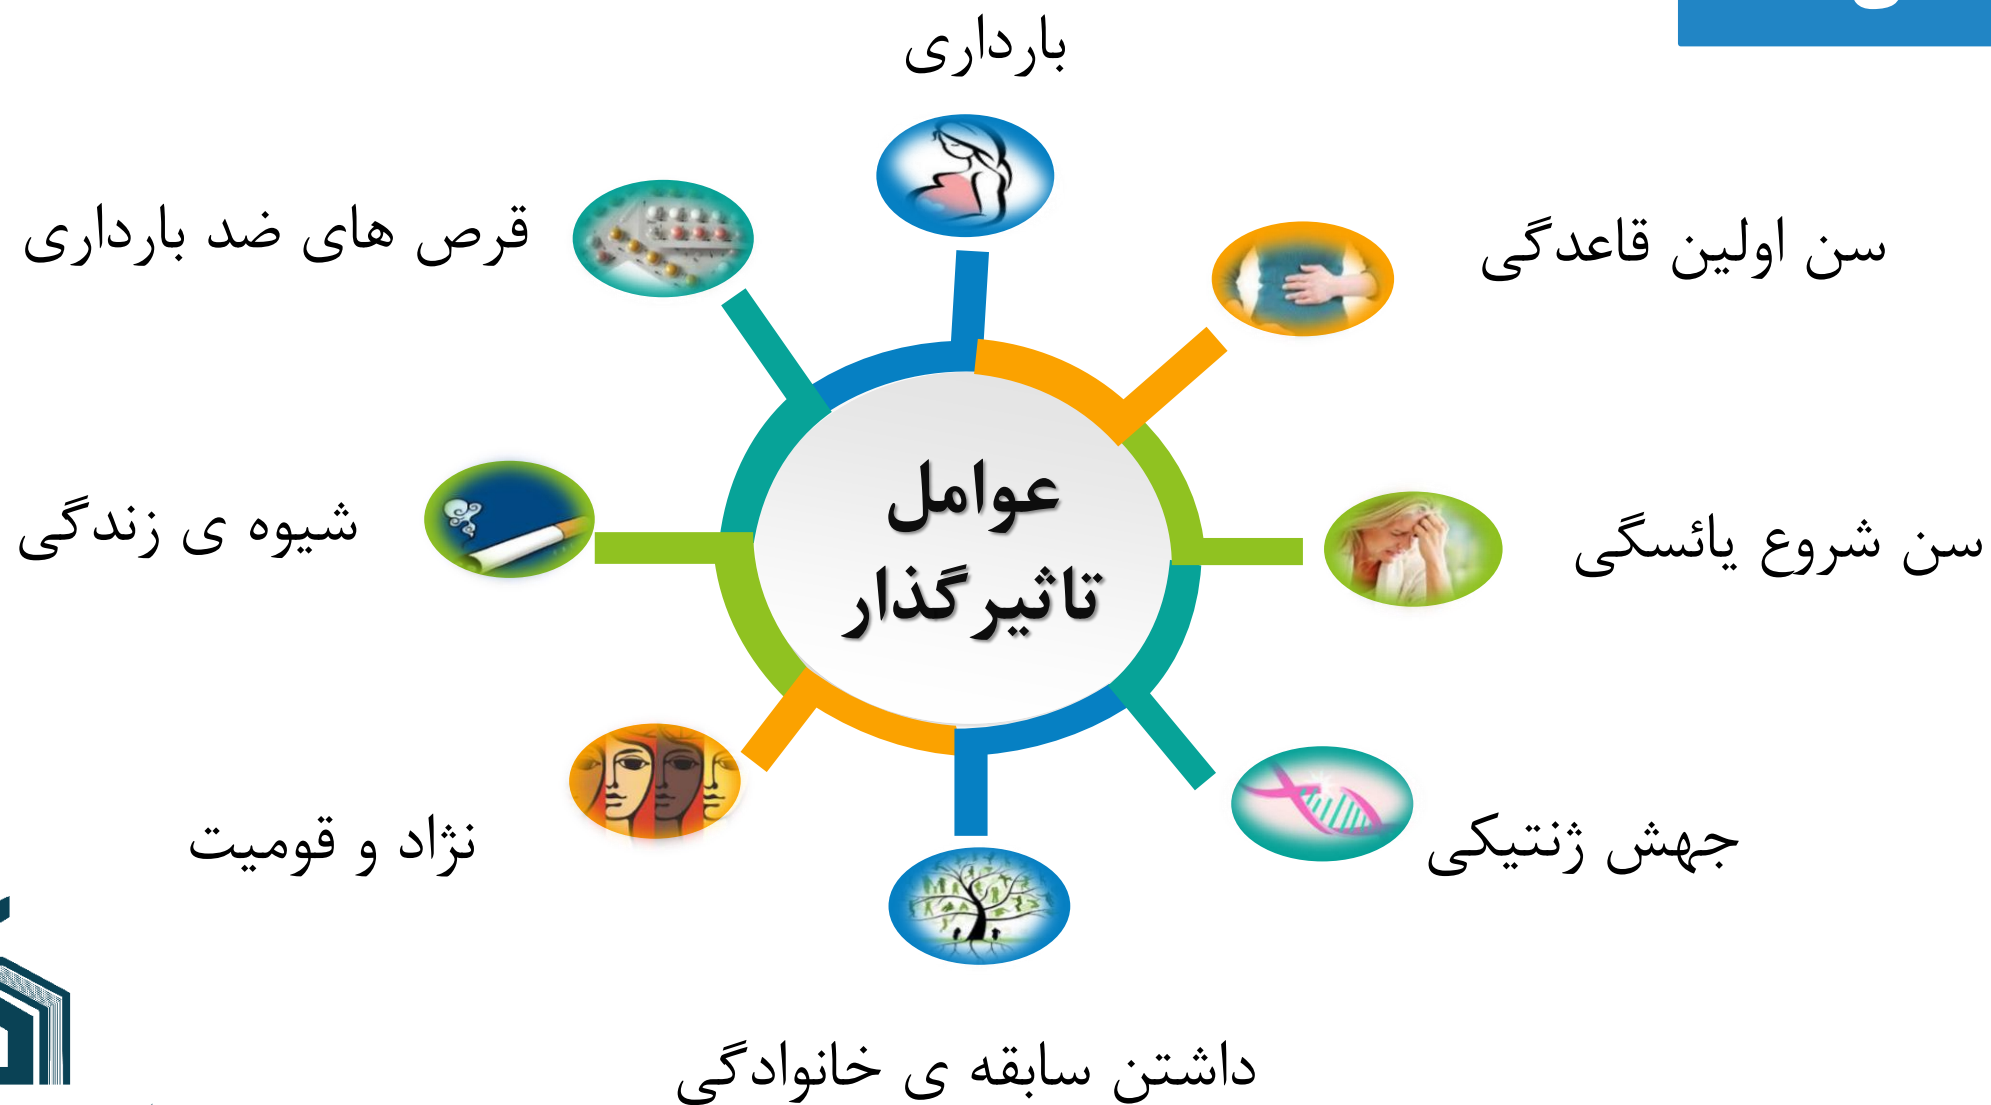 بارداری
سن اولین قاعدگی
قرص های ضد بارداری
عوامل
تاثیرگذار
سن شروع یائسگی
شیوه ی زندگی
جهش ژنتیکی
نژاد و قومیت
داشتن سابقه ی خانوادگی